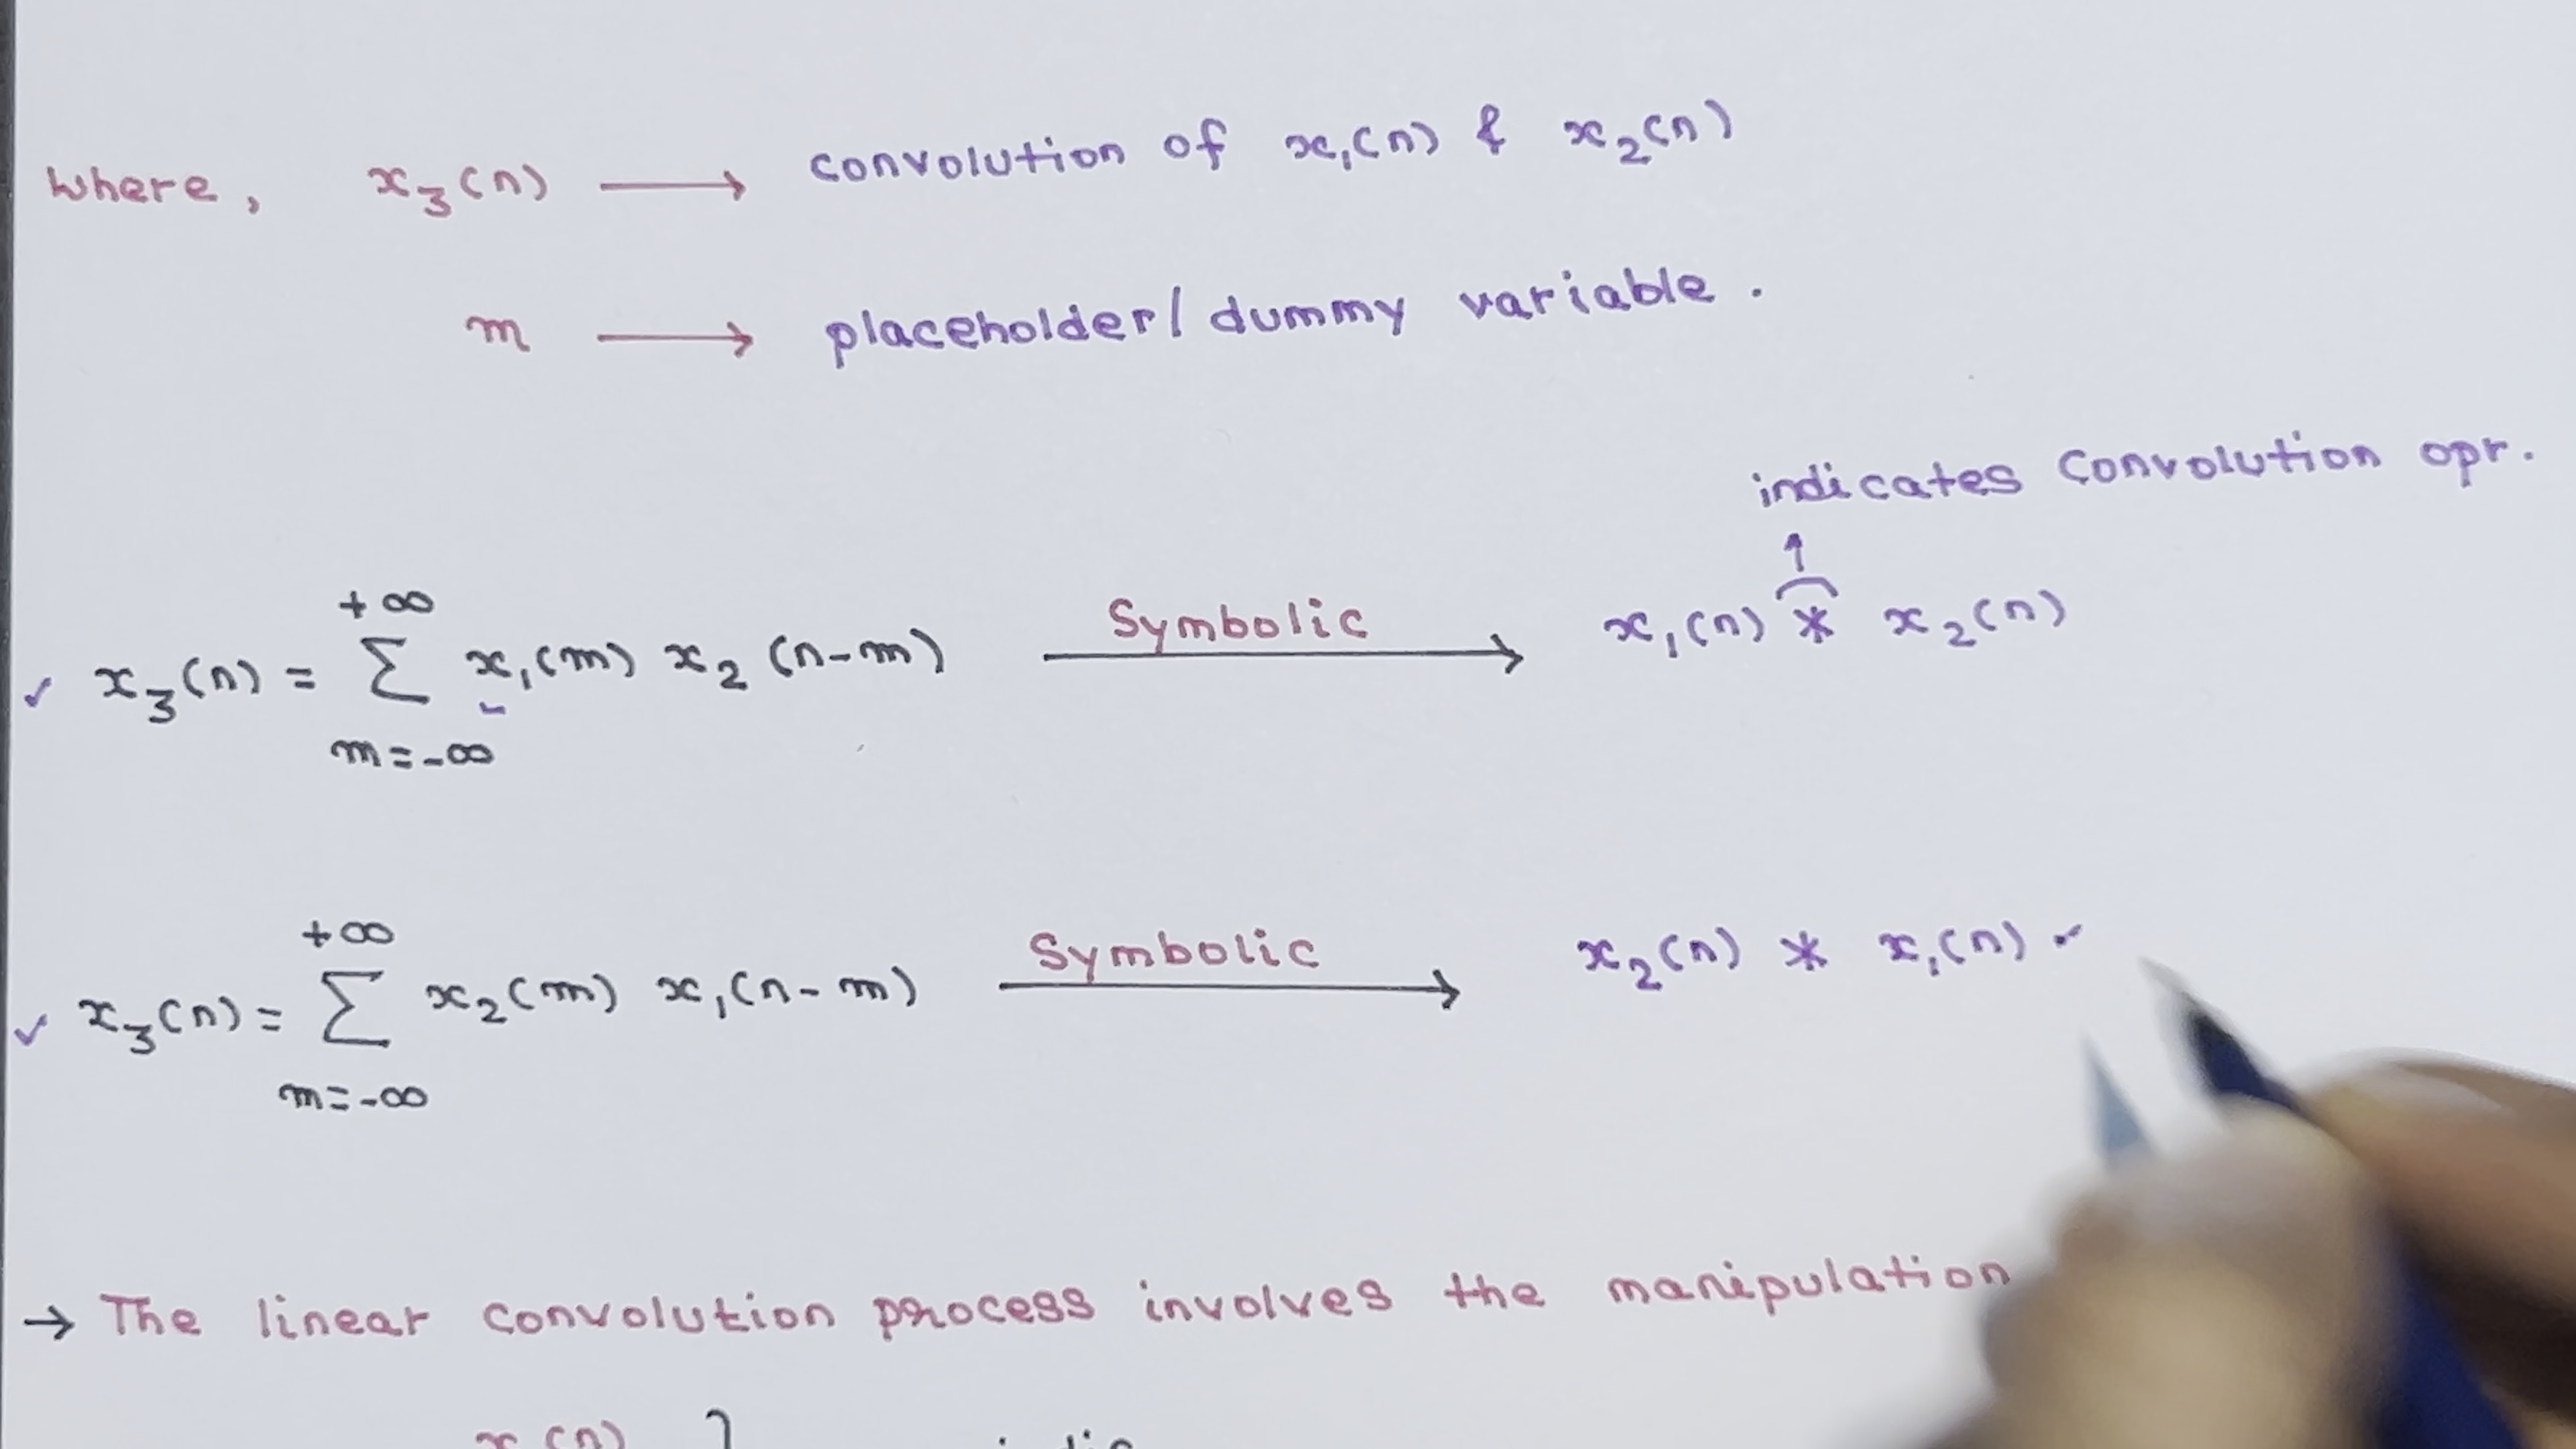 where, x₃(n) ⟶ convolution of x₁(n) & x₂(n)
m ⟶ placeholder/ dummy variable.
indicates convolution opr.
↑
+∞
✓ x₃(n) = Σ x₁(m) x₂(n-m) Symbolic ⟶ x₁(n) * x₂(n)
m=-∞
+∞
✓ x₃(n) = Σ x₂(m) x₁(n-m) Symbolic ⟶ x₂(n) * x₁(n)
m=-∞
→ The linear convolution process involves the manipulation